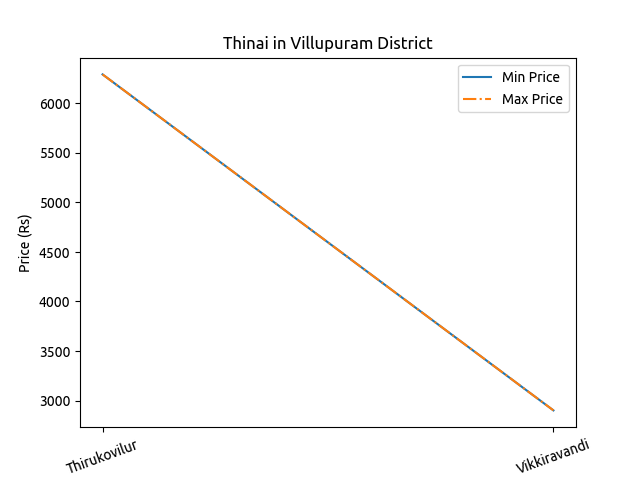 Thinai in Villupuram District
Min Price
Max Price
Price (Rs)
6000
5500
5000
4500
4000
3500
3000
Thirukovilur
Vikkiravandi